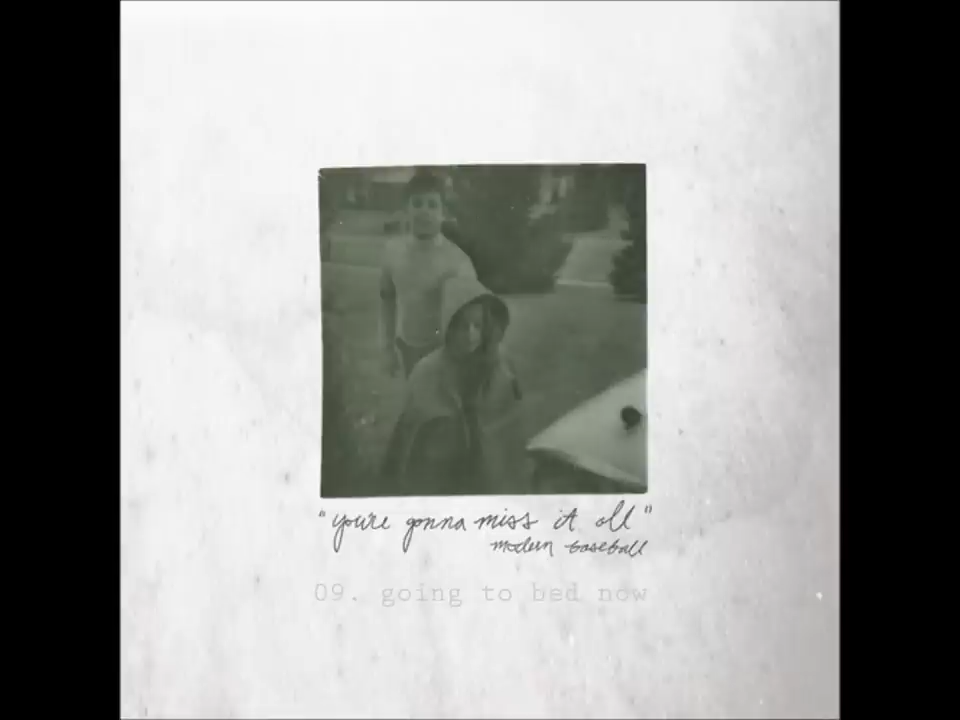 "you're gonna miss it all"
modern baseball
09. going to bed now